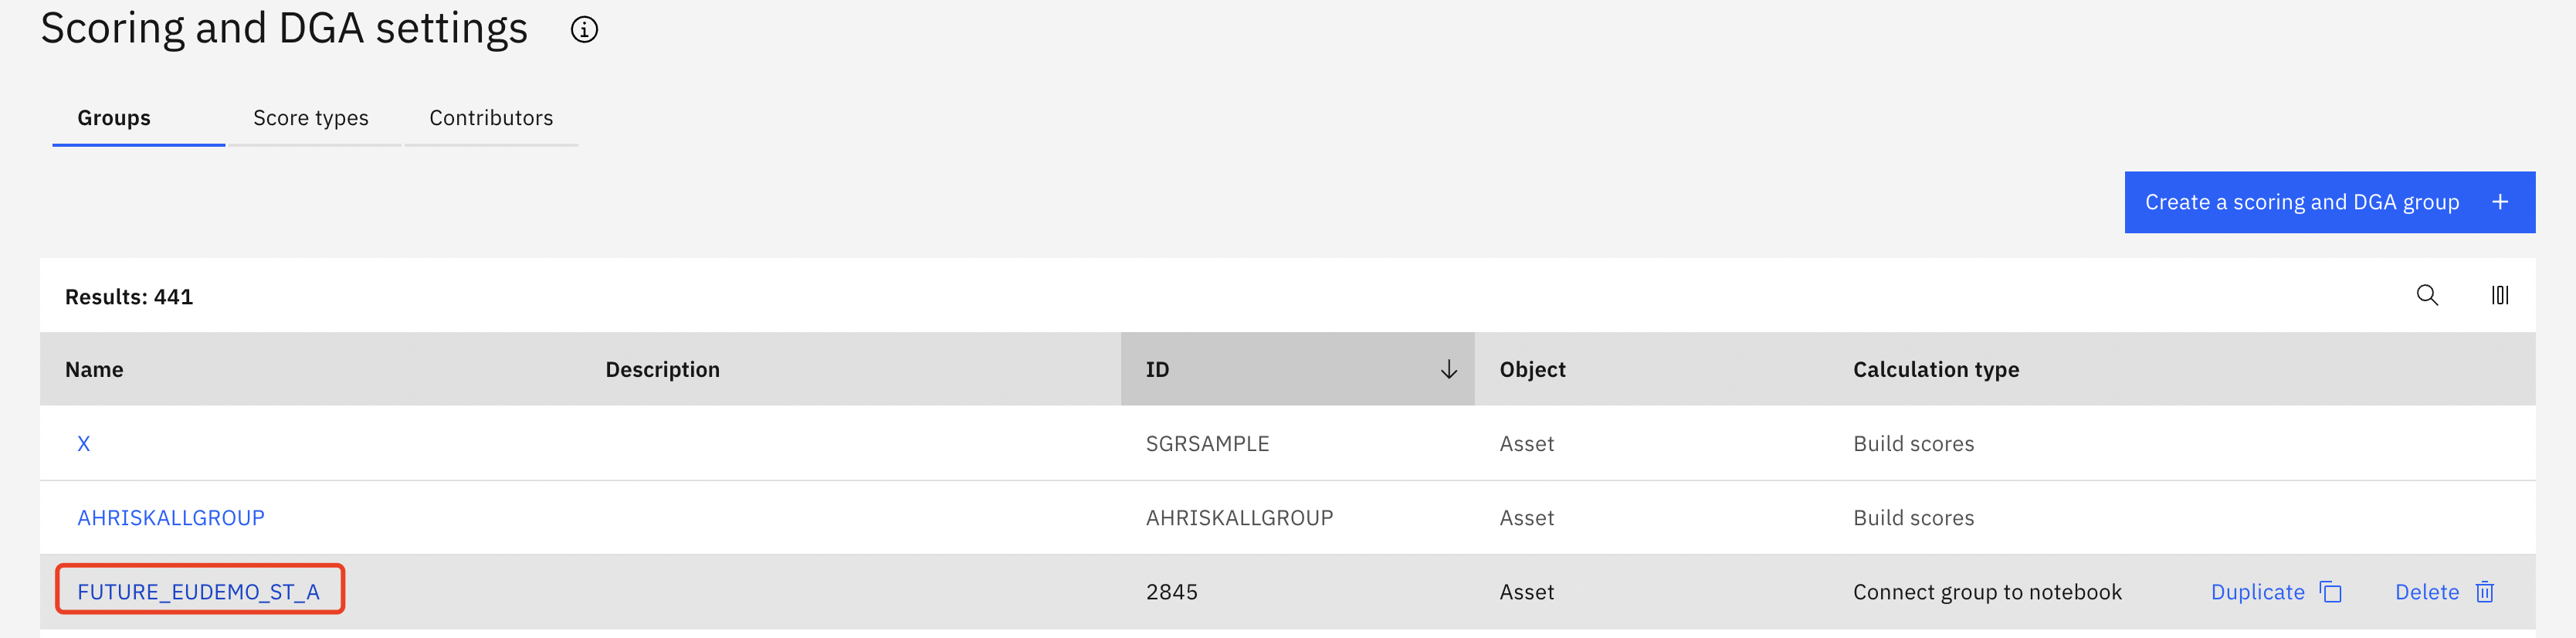 Scoring and DGA settings
Groups Score types Contributors
Create a scoring and DGA group
Results: 441
Name Description ID Object Calculation type
X SGRSAMPLE Asset Build scores
AHRISKALLGROUP AHRISKALLGROUP Asset Build scores
FUTURE_EUDEMO_ST_A 2845 Asset Connect group to notebook Duplicate Delete